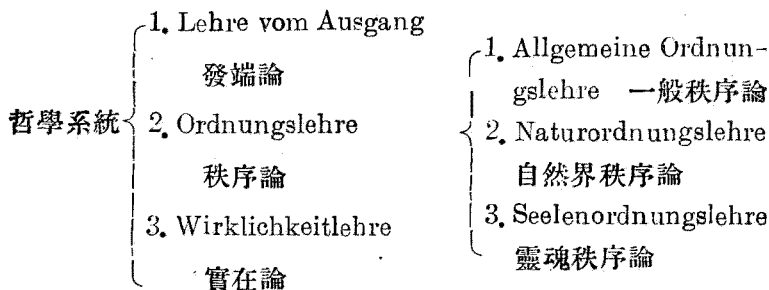 哲學系統
1. Lehre vom Ausgang
發端論
2. Ordnungslehre
秩序論
3. Wirklichkeitlehre
實在論
1. Allgemeine Ordnun-
gslehre 一般秩序論
2. Naturordnungslehre
自然界秩序論
3. Seelenordnungslehre
靈魂秩序論